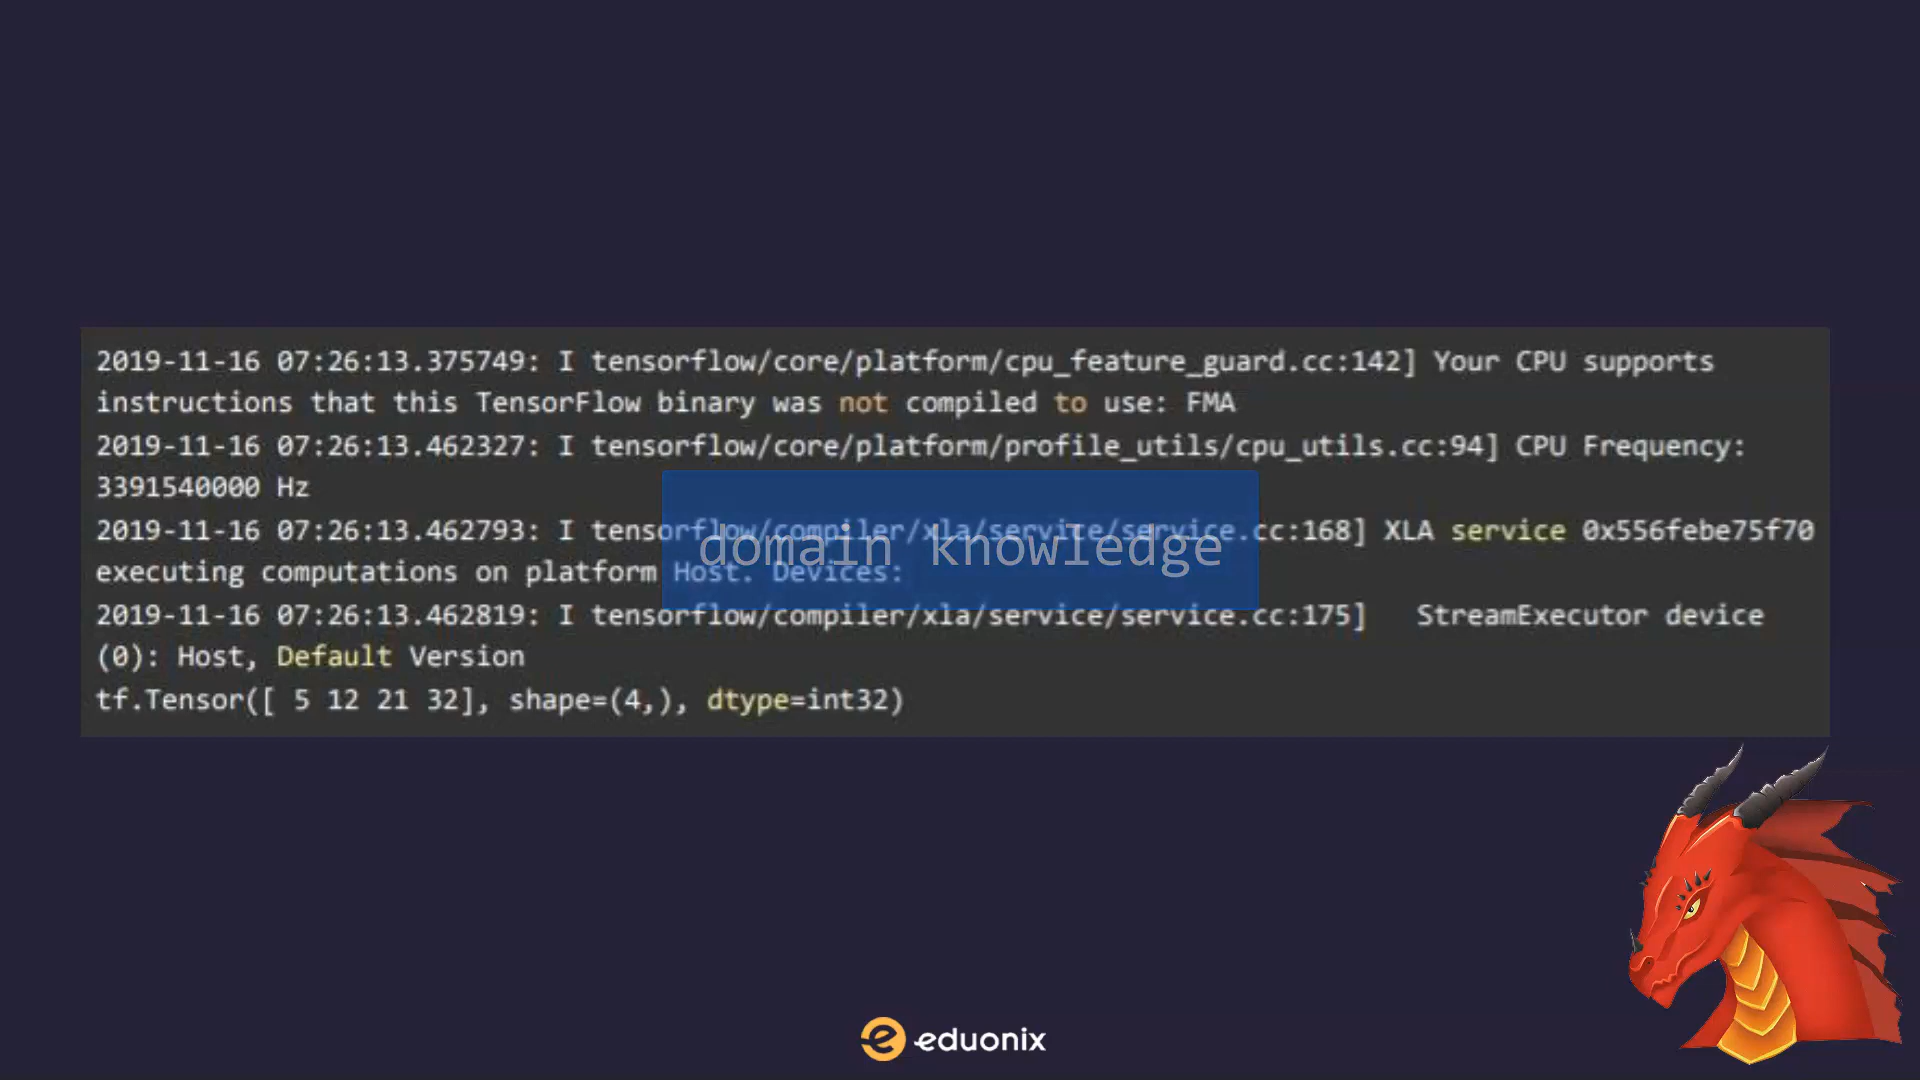 2019-11-16 07:26:13.375749: I tensorflow/core/platform/cpu_feature_guard.cc:142] Your CPU supports
instructions that this TensorFlow binary was not compiled to use: FMA
2019-11-16 07:26:13.462327: I tensorflow/core/platform/profile_utils/cpu_utils.cc:94] CPU Frequency:
3391540000 Hz
2019-11-16 07:26:13.462793: I tensorflow/compiler/xla/service/service.cc:168] XLA service 0x556febe75f70
domain knowledge
executing computations on platform Host. Devices:
2019-11-16 07:26:13.462819: I tensorflow/compiler/xla/service/service.cc:175]   StreamExecutor device
(0): Host, Default Version
tf.Tensor([ 5 12 21 32], shape=(4,), dtype=int32)
eduonix